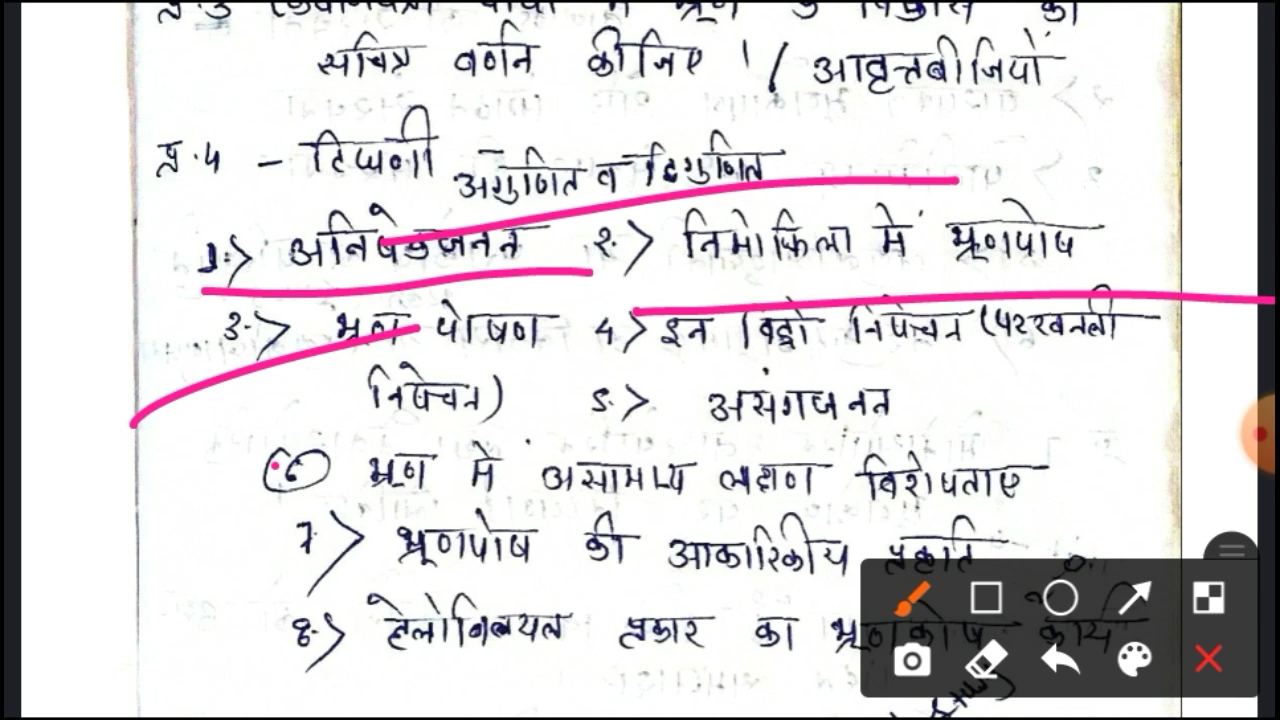 सचित्र वर्णन कीजिए । / आवृत्तबीजियों
प्र.4 - टिप्पणी अगुणित व द्विगुणित
1.> अनिषेकजनन 2.> निमोफिला में भ्रूणपोष
3.> भ्रूण पोषण 4.> इन विट्रो निषेचन (परखनली
निषेचन) 5.> असंगजनन
6 भ्रूण में असामान्य लक्षण विशेषताए
7.> भ्रूणपोष की आकारिकीय प्रकृति
8.> हेलोबियल प्रकार का भ्रूणकोष कार्य